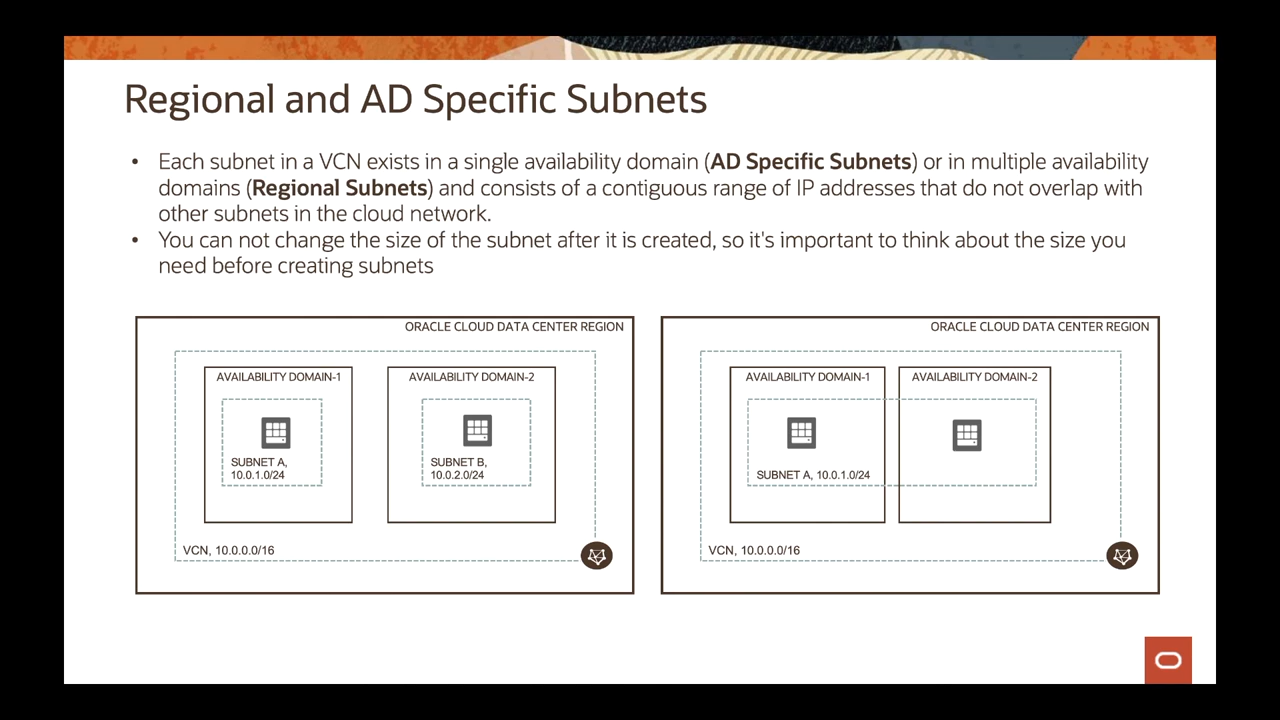 Regional and AD Specific Subnets
• Each subnet in a VCN exists in a single availability domain (AD Specific Subnets) or in multiple availability
domains (Regional Subnets) and consists of a contiguous range of IP addresses that do not overlap with
other subnets in the cloud network.
• You can not change the size of the subnet after it is created, so it's important to think about the size you
need before creating subnets
ORACLE CLOUD DATA CENTER REGION
AVAILABILITY DOMAIN-1
SUBNET A,
10.0.1.0/24
AVAILABILITY DOMAIN-2
SUBNET B,
10.0.2.0/24
VCN, 10.0.0.0/16
ORACLE CLOUD DATA CENTER REGION
AVAILABILITY DOMAIN-1
AVAILABILITY DOMAIN-2
SUBNET A, 10.0.1.0/24
VCN, 10.0.0.0/16